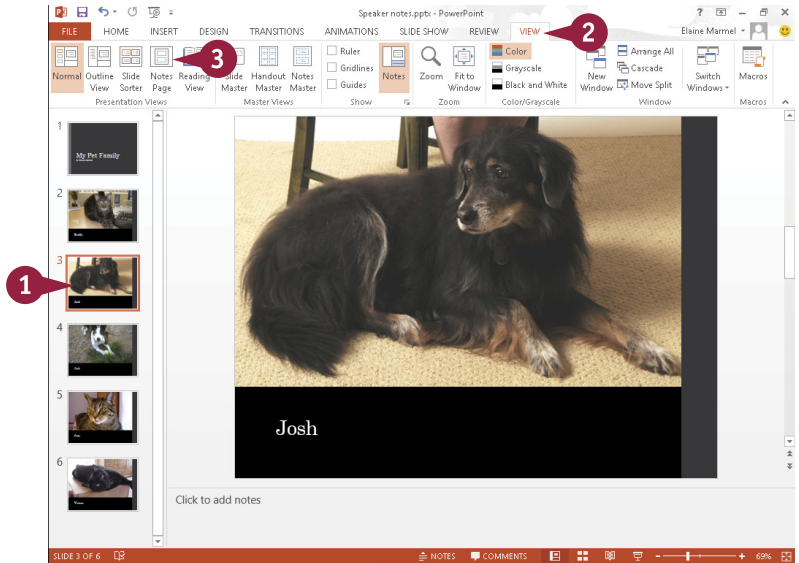 Speaker notes.pptx - PowerPoint
FILE HOME INSERT DESIGN TRANSITIONS ANIMATIONS SLIDE SHOW REVIEW VIEW Elaine Marmel
2
3
Normal
Outline View
Slide Sorter
Notes Page
Reading View
Presentation Views
Slide Master
Handout Master
Notes Master
Master Views
Ruler
Gridlines
Guides
Show
Notes
Zoom
Fit to Window
Zoom
Color
Grayscale
Black and White
Color/Grayscale
New Window
Arrange All
Cascade
Move Split
Switch Windows
Window
Macros
Macros
1
My Pet Family
2
3
1
4
5
6
Josh
Click to add notes
SLIDE 3 OF 6 NOTES COMMENTS 69%